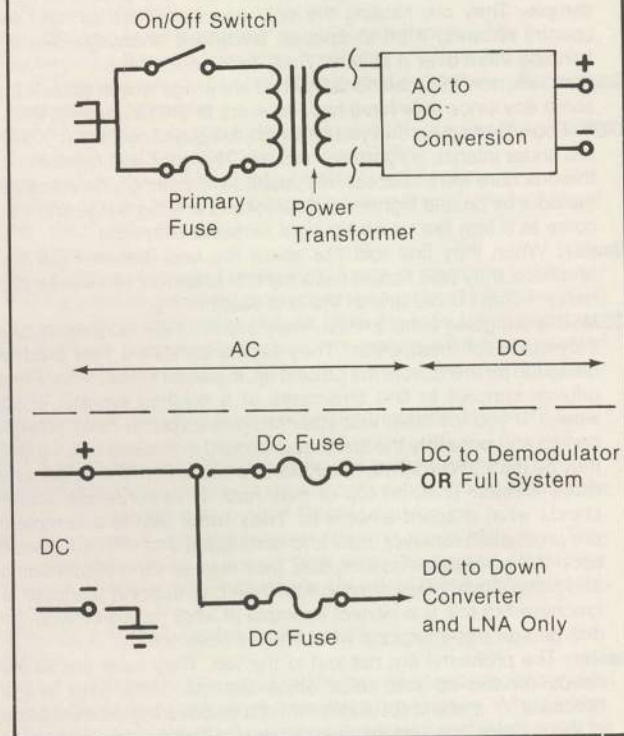 On/Off Switch
AC to
DC
Conversion
+
-
Primary
Fuse
Power
Transformer
AC
DC
+
DC Fuse
DC to Demodulator
OR Full System
DC
-
DC to Down
Converter
and LNA Only
DC Fuse